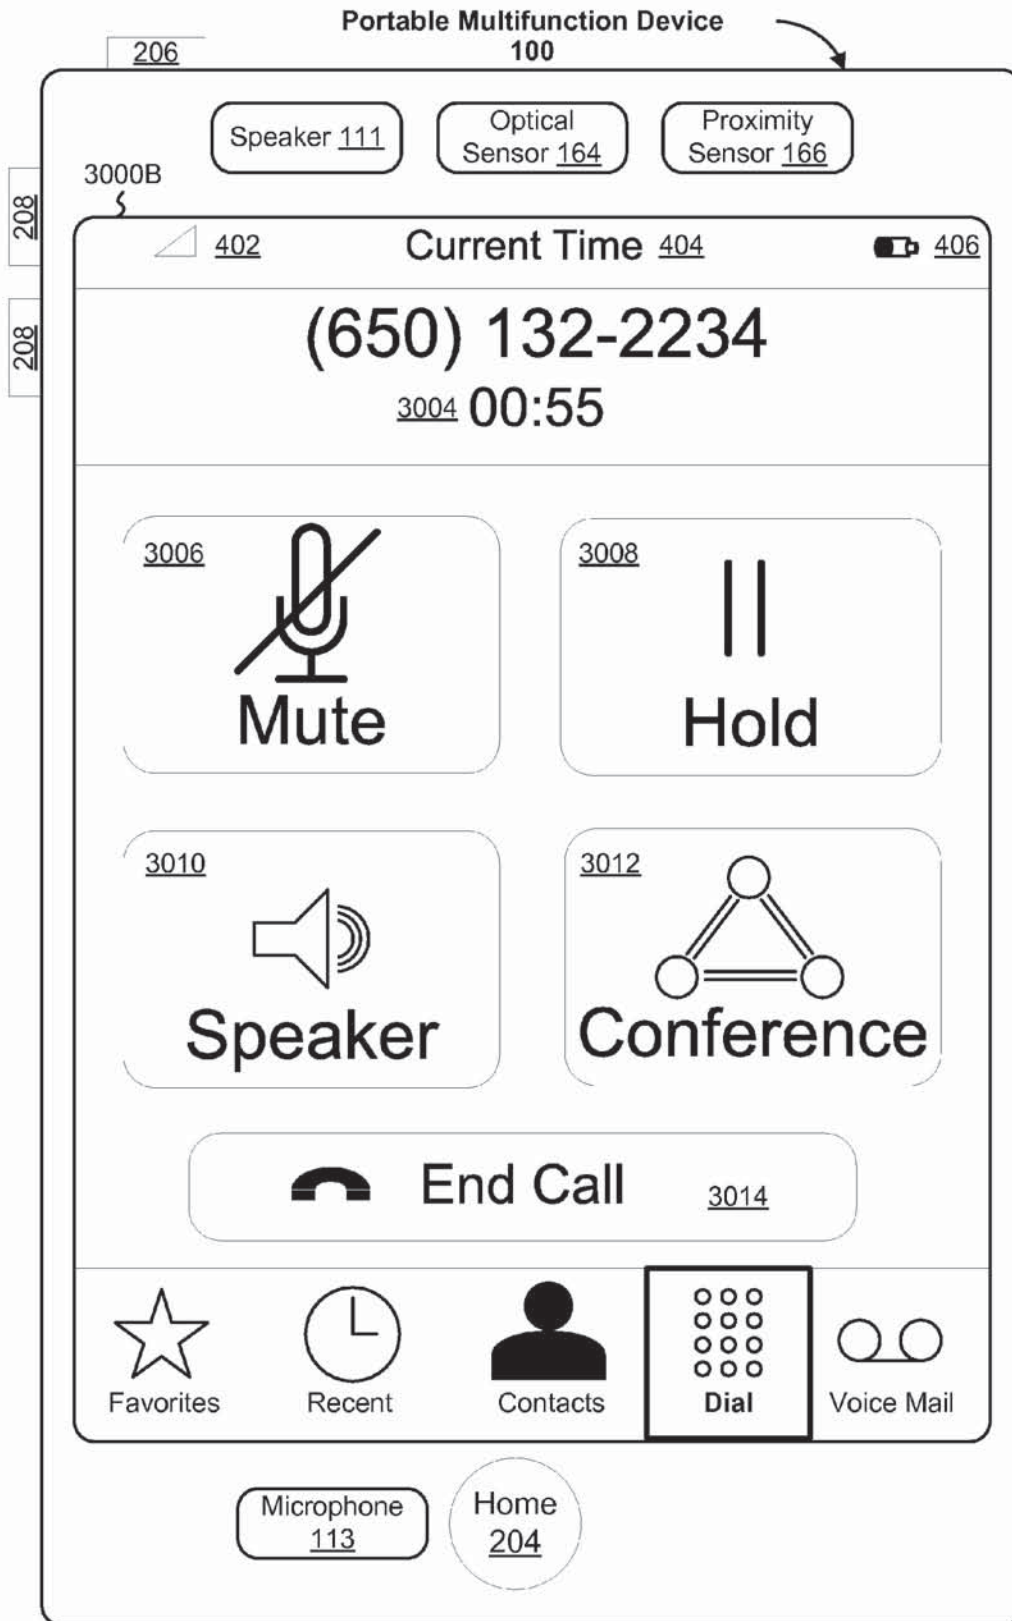 Portable Multifunction Device
100
206
Speaker 111
Optical
Sensor 164
Proximity
Sensor 166
3000B
208
208
402
Current Time 404
406
(650) 132-2234
3004 00:55
3006
Mute
3008
Hold
3010
Speaker
3012
Conference
End Call 3014
Favorites
Recent
Contacts
Dial
Voice Mail
Microphone
113
Home
204